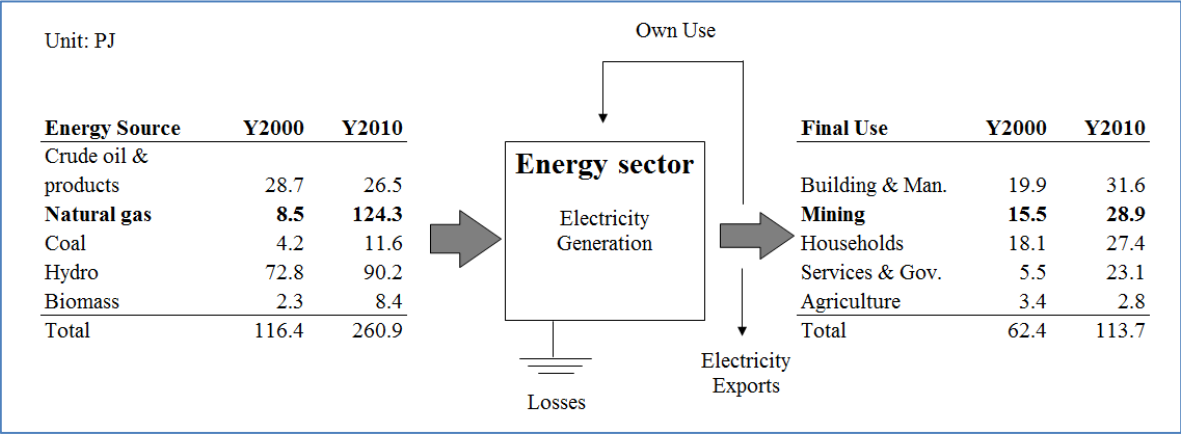 Unit: PJ
Own Use
Energy Source Y2000 Y2010
Crude oil &
products 28.7 26.5
Natural gas 8.5 124.3
Coal 4.2 11.6
Hydro 72.8 90.2
Biomass 2.3 8.4
Total 116.4 260.9
Energy sector
Electricity
Generation
Losses
Electricity
Exports
Final Use Y2000 Y2010
Building & Man. 19.9 31.6
Mining 15.5 28.9
Households 18.1 27.4
Services & Gov. 5.5 23.1
Agriculture 3.4 2.8
Total 62.4 113.7